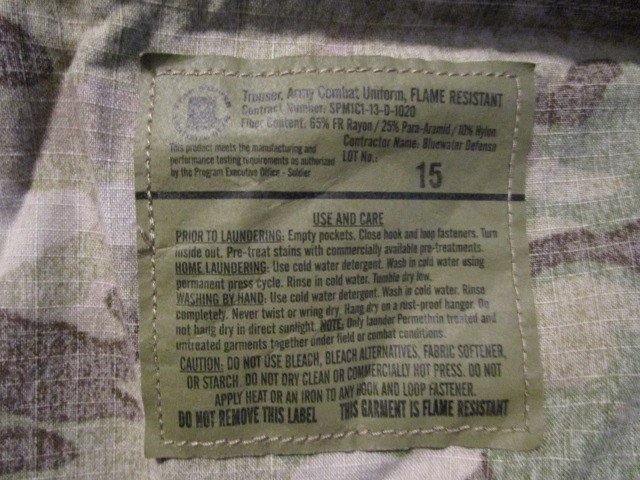 Trouser, Army Combat Uniform, FLAME RESISTANT
Contract Number: SPM1C1-13-D-1020
Fiber Content: 65% FR Rayon / 25% Para-Aramid / 10% Nylon
Contractor Name: Bluewater Defense
This product meets the manufacturing and
performance testing requirements as authorized
by the Program Executive Office - Soldier
LOT No.:
15
USE AND CARE
PRIOR TO LAUNDERING: Empty pockets. Close hook and loop fasteners. Turn
inside out. Pre-treat stains with commercially available pre-treatments.
HOME LAUNDERING: Use cold water detergent. Wash in cold water using
permanent press cycle. Rinse in cold water. Tumble dry low.
WASHING BY HAND: Use cold water detergent. Wash in cold water. Rinse
completely. Never twist or wring dry. Hang dry on a rust-proof hanger. Do
not hang dry in direct sunlight. NOTE: Only launder Permethrin treated and
untreated garments together under field or combat conditions.
CAUTION: DO NOT USE BLEACH, BLEACH ALTERNATIVES, FABRIC SOFTENER,
OR STARCH. DO NOT DRY CLEAN OR COMMERCIALLY HOT PRESS. DO NOT
APPLY HEAT OR AN IRON TO ANY HOOK AND LOOP FASTENER.
DO NOT REMOVE THIS LABEL THIS GARMENT IS FLAME RESISTANT